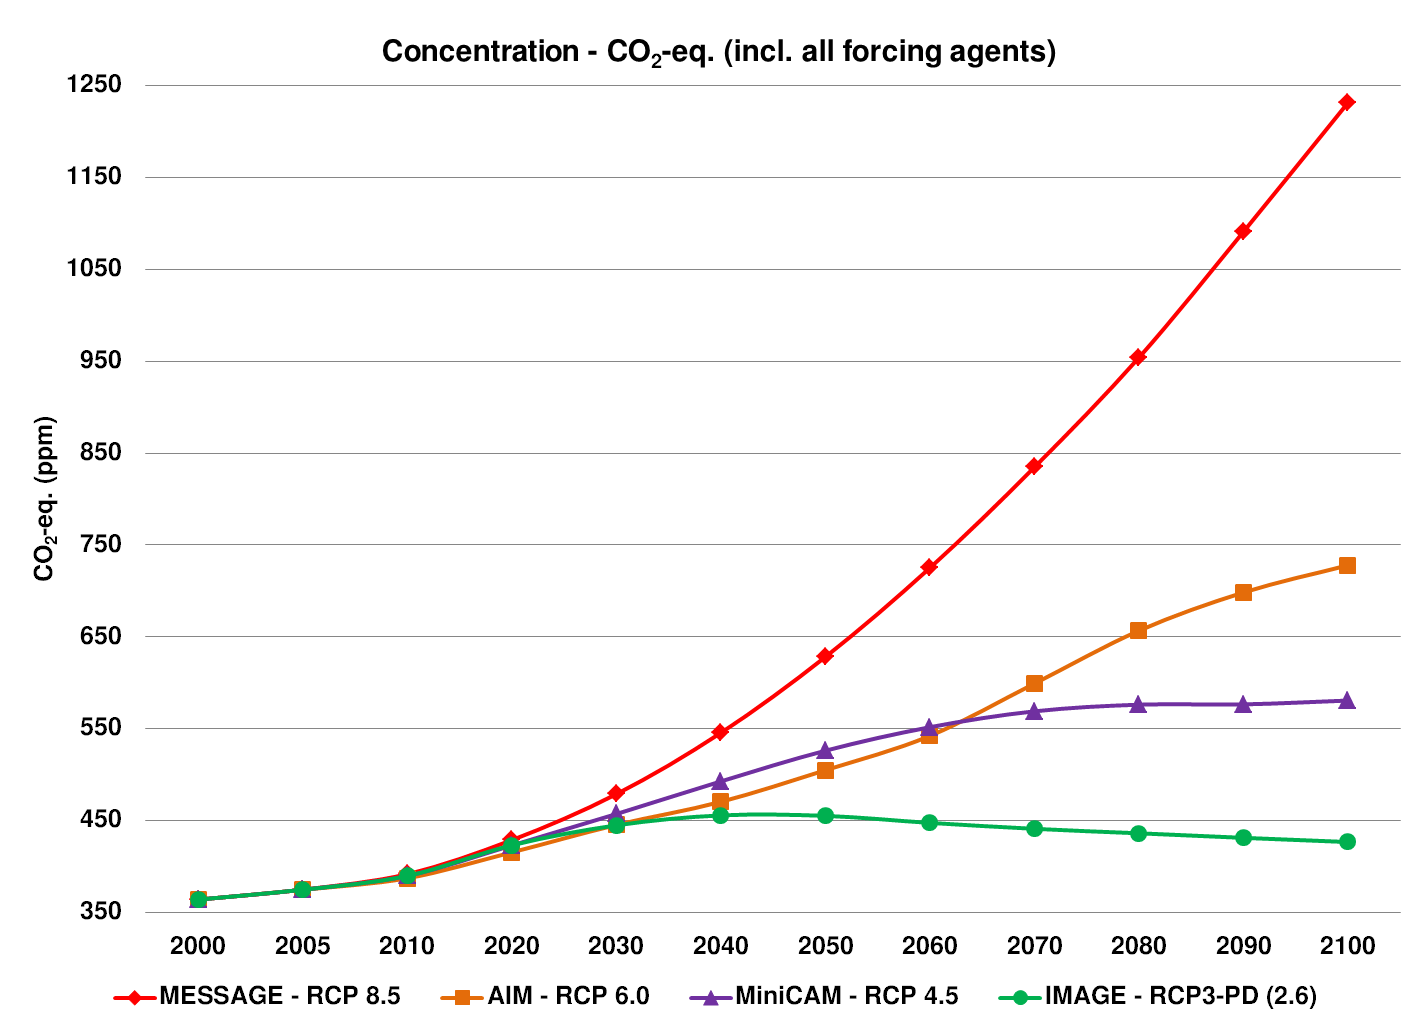 Concentration - CO₂-eq. (incl. all forcing agents)
1250
1150
1050
950
850
750
650
550
450
350
CO₂-eq. (ppm)
2000 2005 2010 2020 2030 2040 2050 2060 2070 2080 2090 2100
MESSAGE - RCP 8.5 AIM - RCP 6.0 MiniCAM - RCP 4.5 IMAGE - RCP3-PD (2.6)